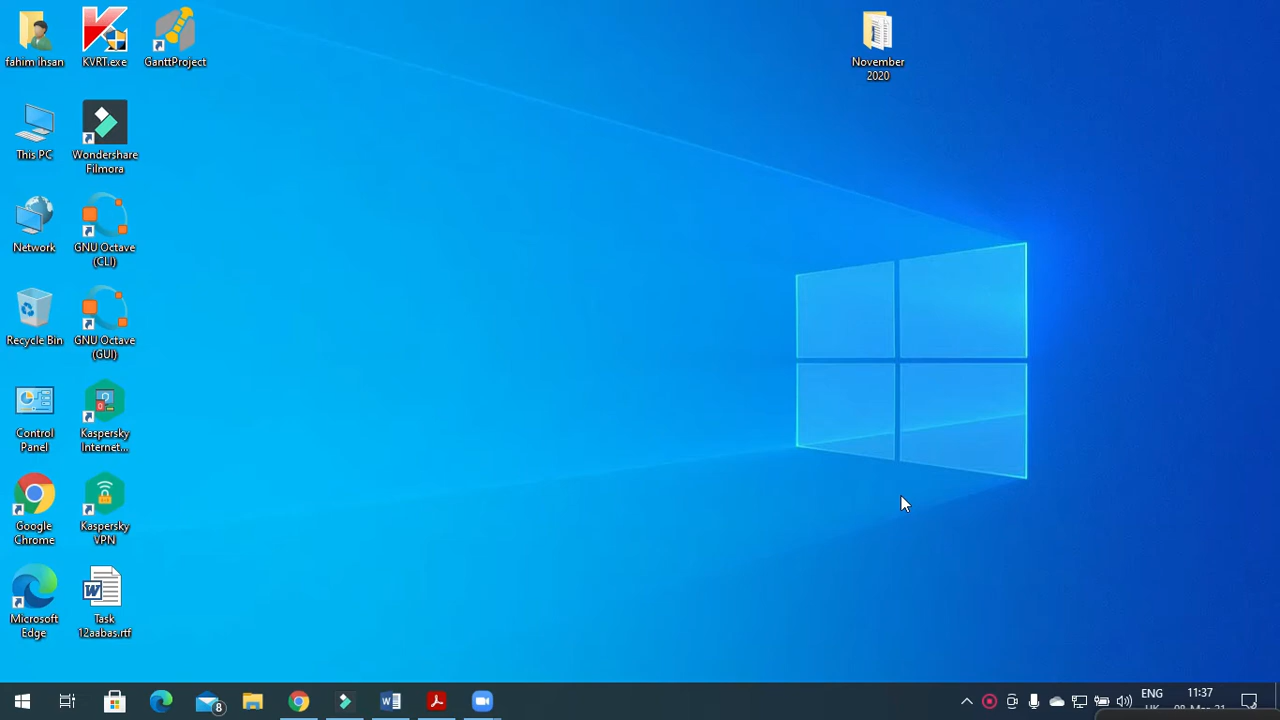 fahim.ihsan
KVRT.exe
GanttProject
November
2020
This PC
Wondershare
Filmora
Network
GNU Octave
(CLI)
Recycle Bin
GNU Octave
(GUI)
Control
Panel
Kaspersky
Internet...
Google
Chrome
Kaspersky
VPN
Microsoft
Edge
Task
12aabas.rtf
8
ENG
11:37